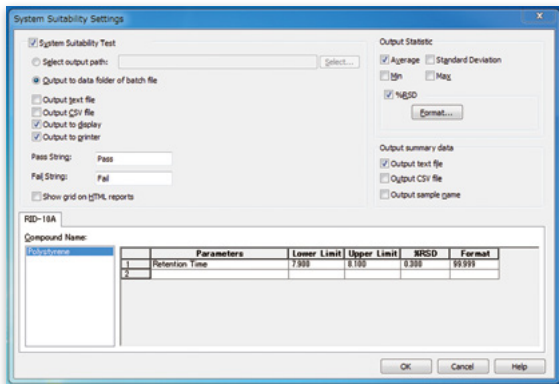 System Suitability Settings
System Suitability Test
Select output path:
Select...
Output to data folder of batch file
Output text file
Output CSV file
Output to display
Output to printer
Pass String: Pass
Fail String: Fail
Show grid on HTML reports
Output Statistic
Average Standard Deviation
Min Max
%RSD
Format...
Output summary data
Output text file
Output CSV file
Output sample name
RID-10A
Compound Name:
Polystyrene
Parameters Lower Limit Upper Limit %RSD Format
1 Retention Time 7.900 8.100 0.300 99.999
2
OK Cancel Help